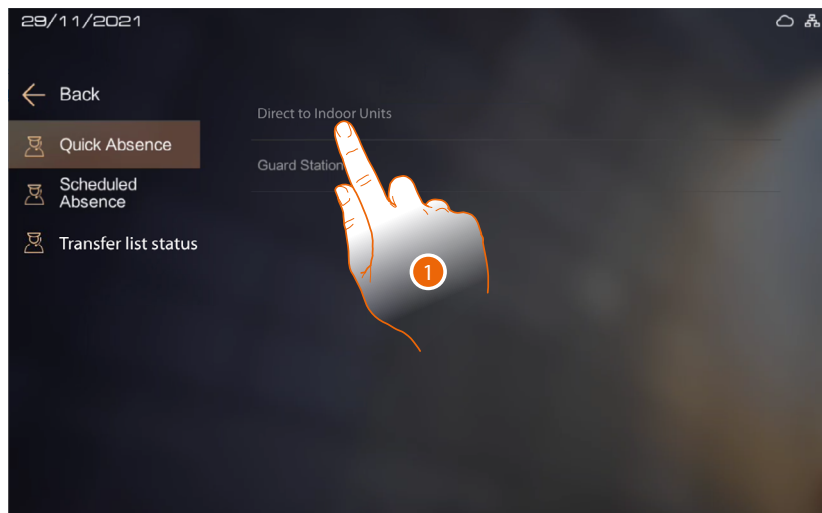 29/11/2021
Back
Quick Absence
Scheduled
Absence
Transfer list status
Direct to Indoor Units
Guard Station
1